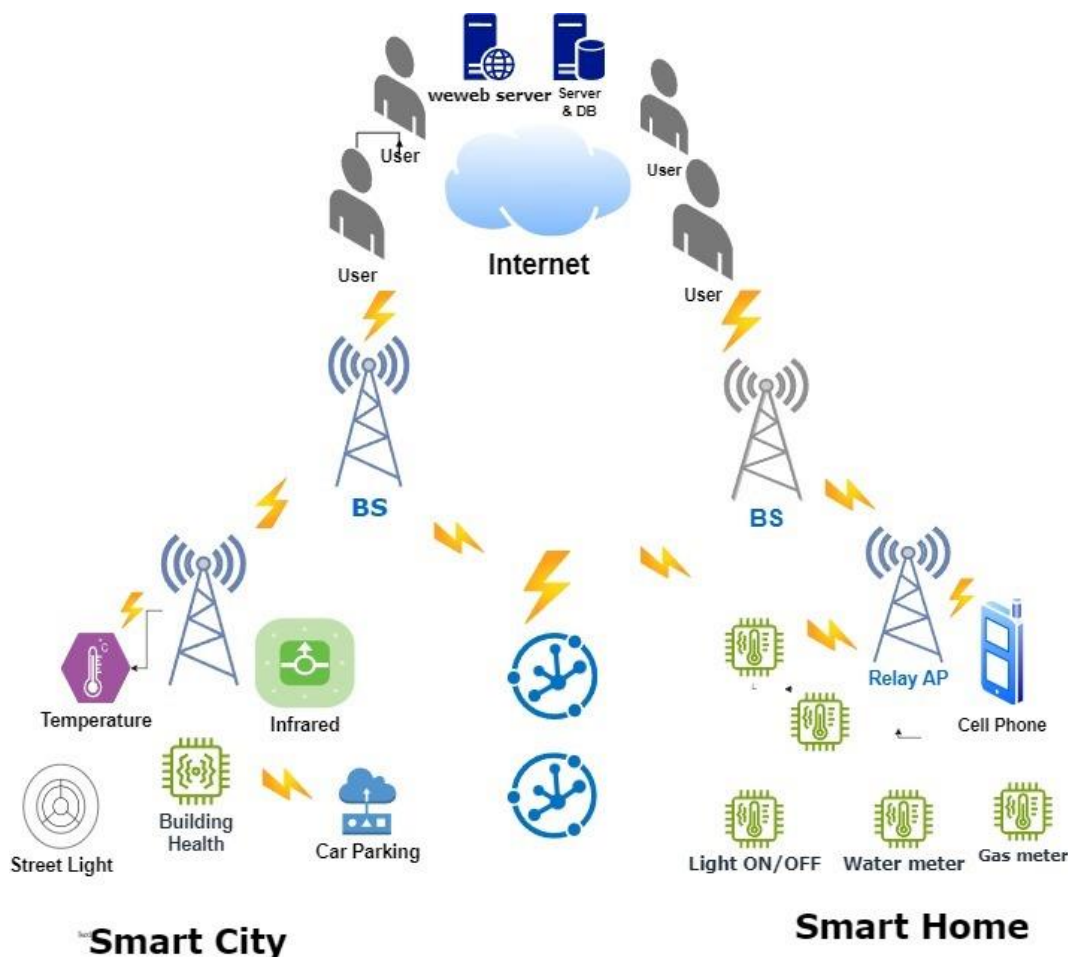 weweb server
Server
& DB
User
User
User
User
Internet
BS
BS
Relay AP
Cell Phone
°C
Temperature
Infrared
Building
Health
Street Light
Car Parking
Light ON/OFF
Water meter
Gas meter
Smart City
Smart Home